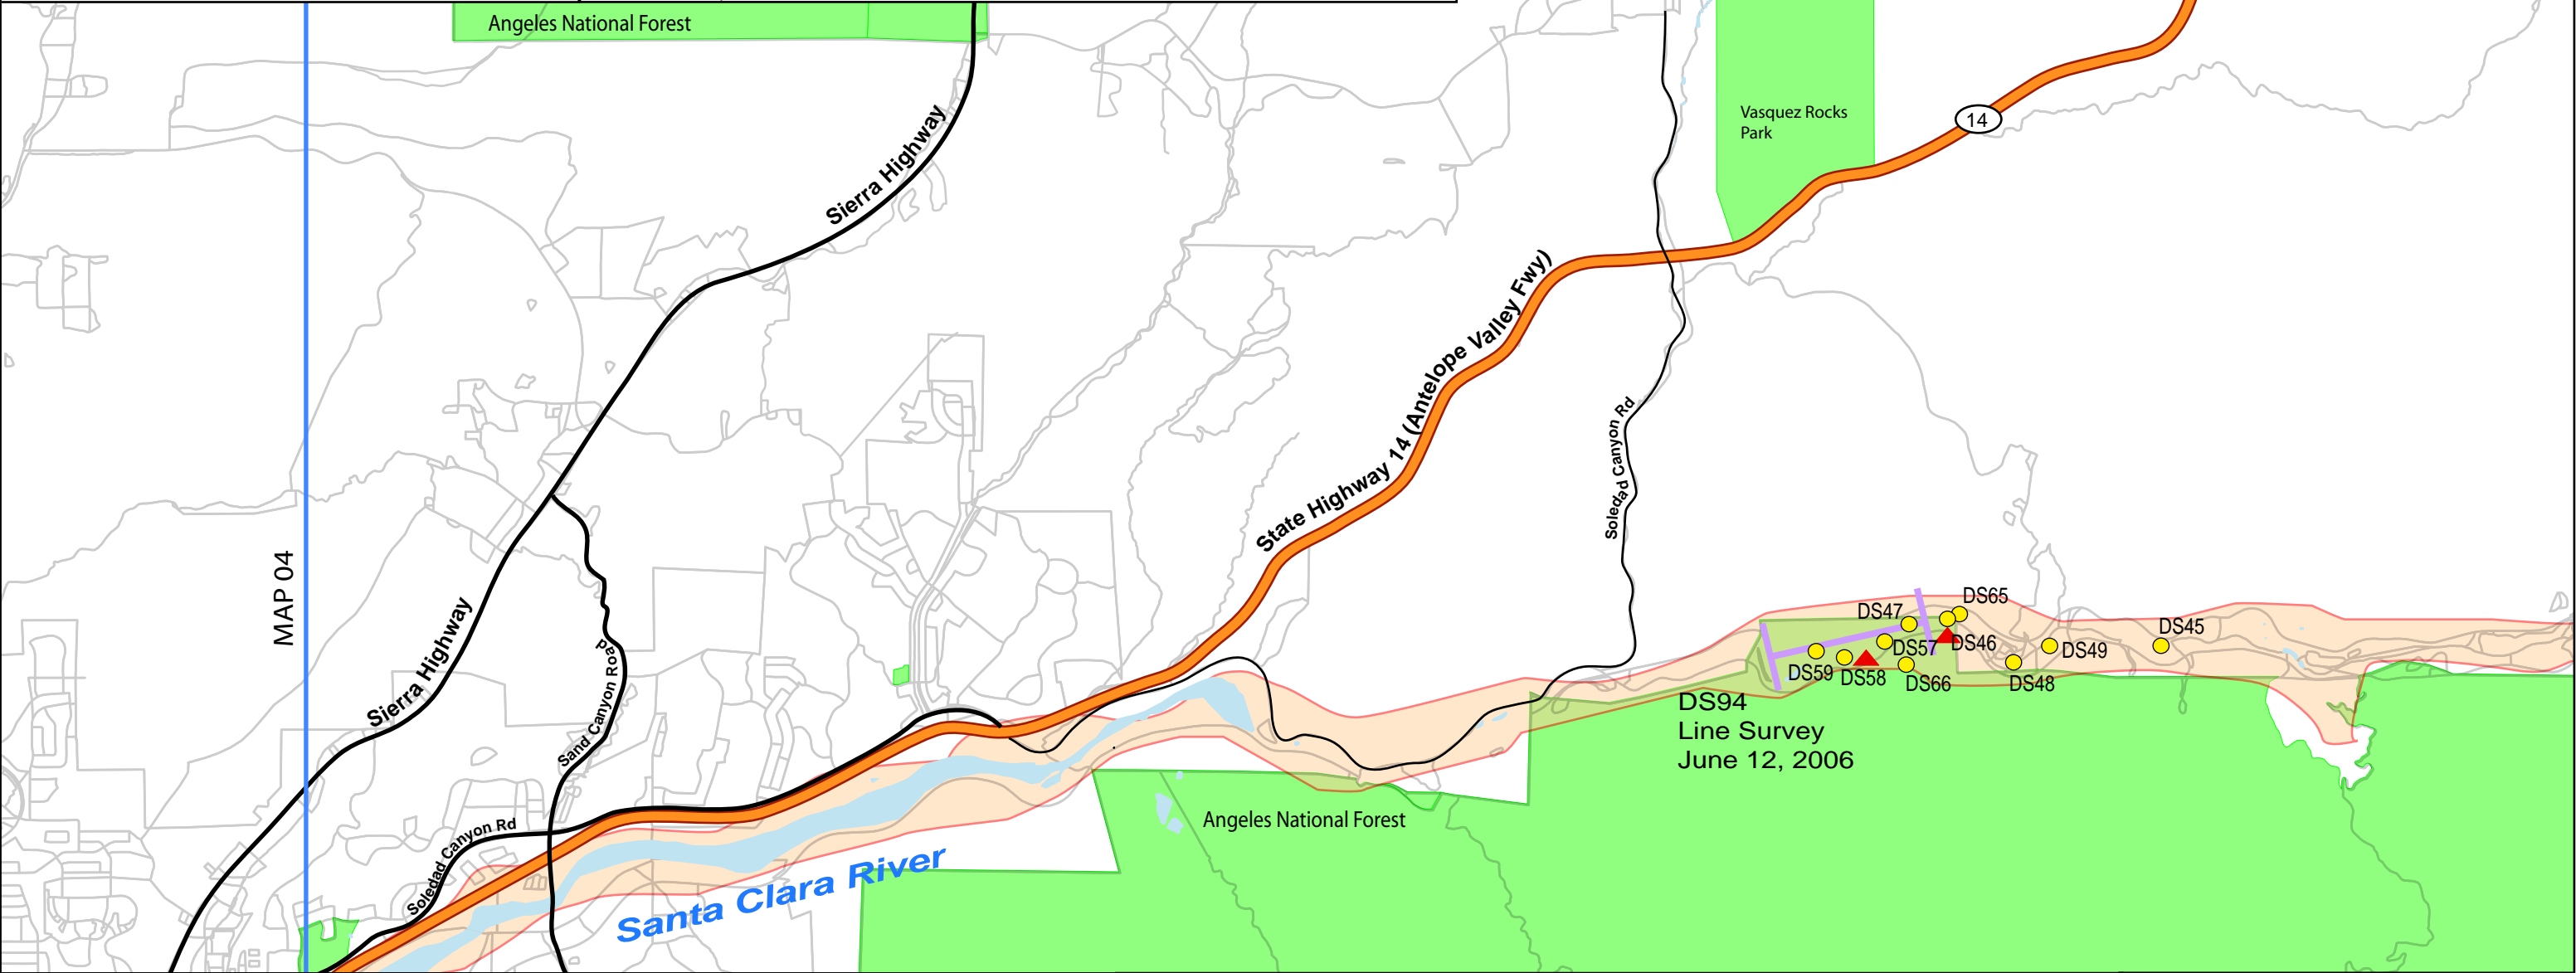 Angeles National Forest
Vasquez Rocks
Park
14
Sierra Highway
State Highway 14 (Antelope Valley Fwy)
Soledad Canyon Rd
MAP 04
Sierra Highway
Sand Canyon Road
Soledad Canyon Rd
DS65
DS47
DS46
DS45
DS57
DS49
DS59
DS58
DS66
DS48
DS94
Line Survey
June 12, 2006
Angeles National Forest
Santa Clara River